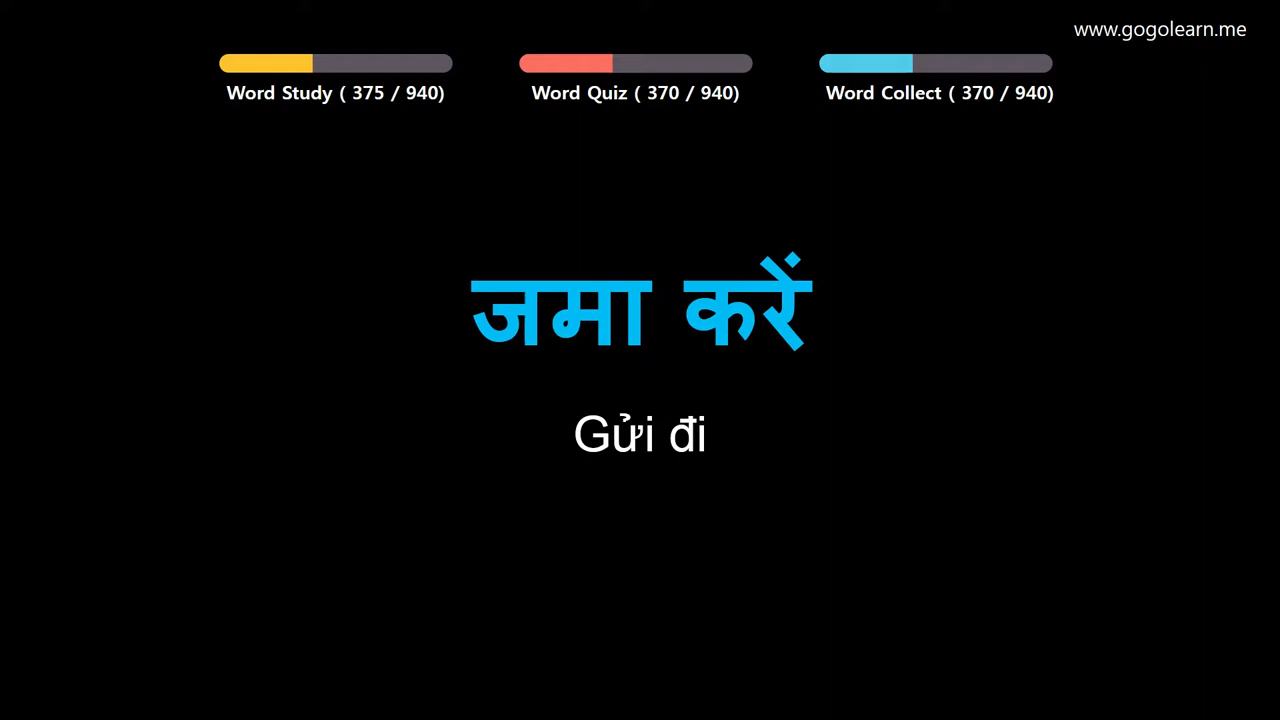 www.gogolearn.me
Word Study ( 375 / 940)
Word Quiz ( 370 / 940)
Word Collect ( 370 / 940)
जमा करें
Gửi đi